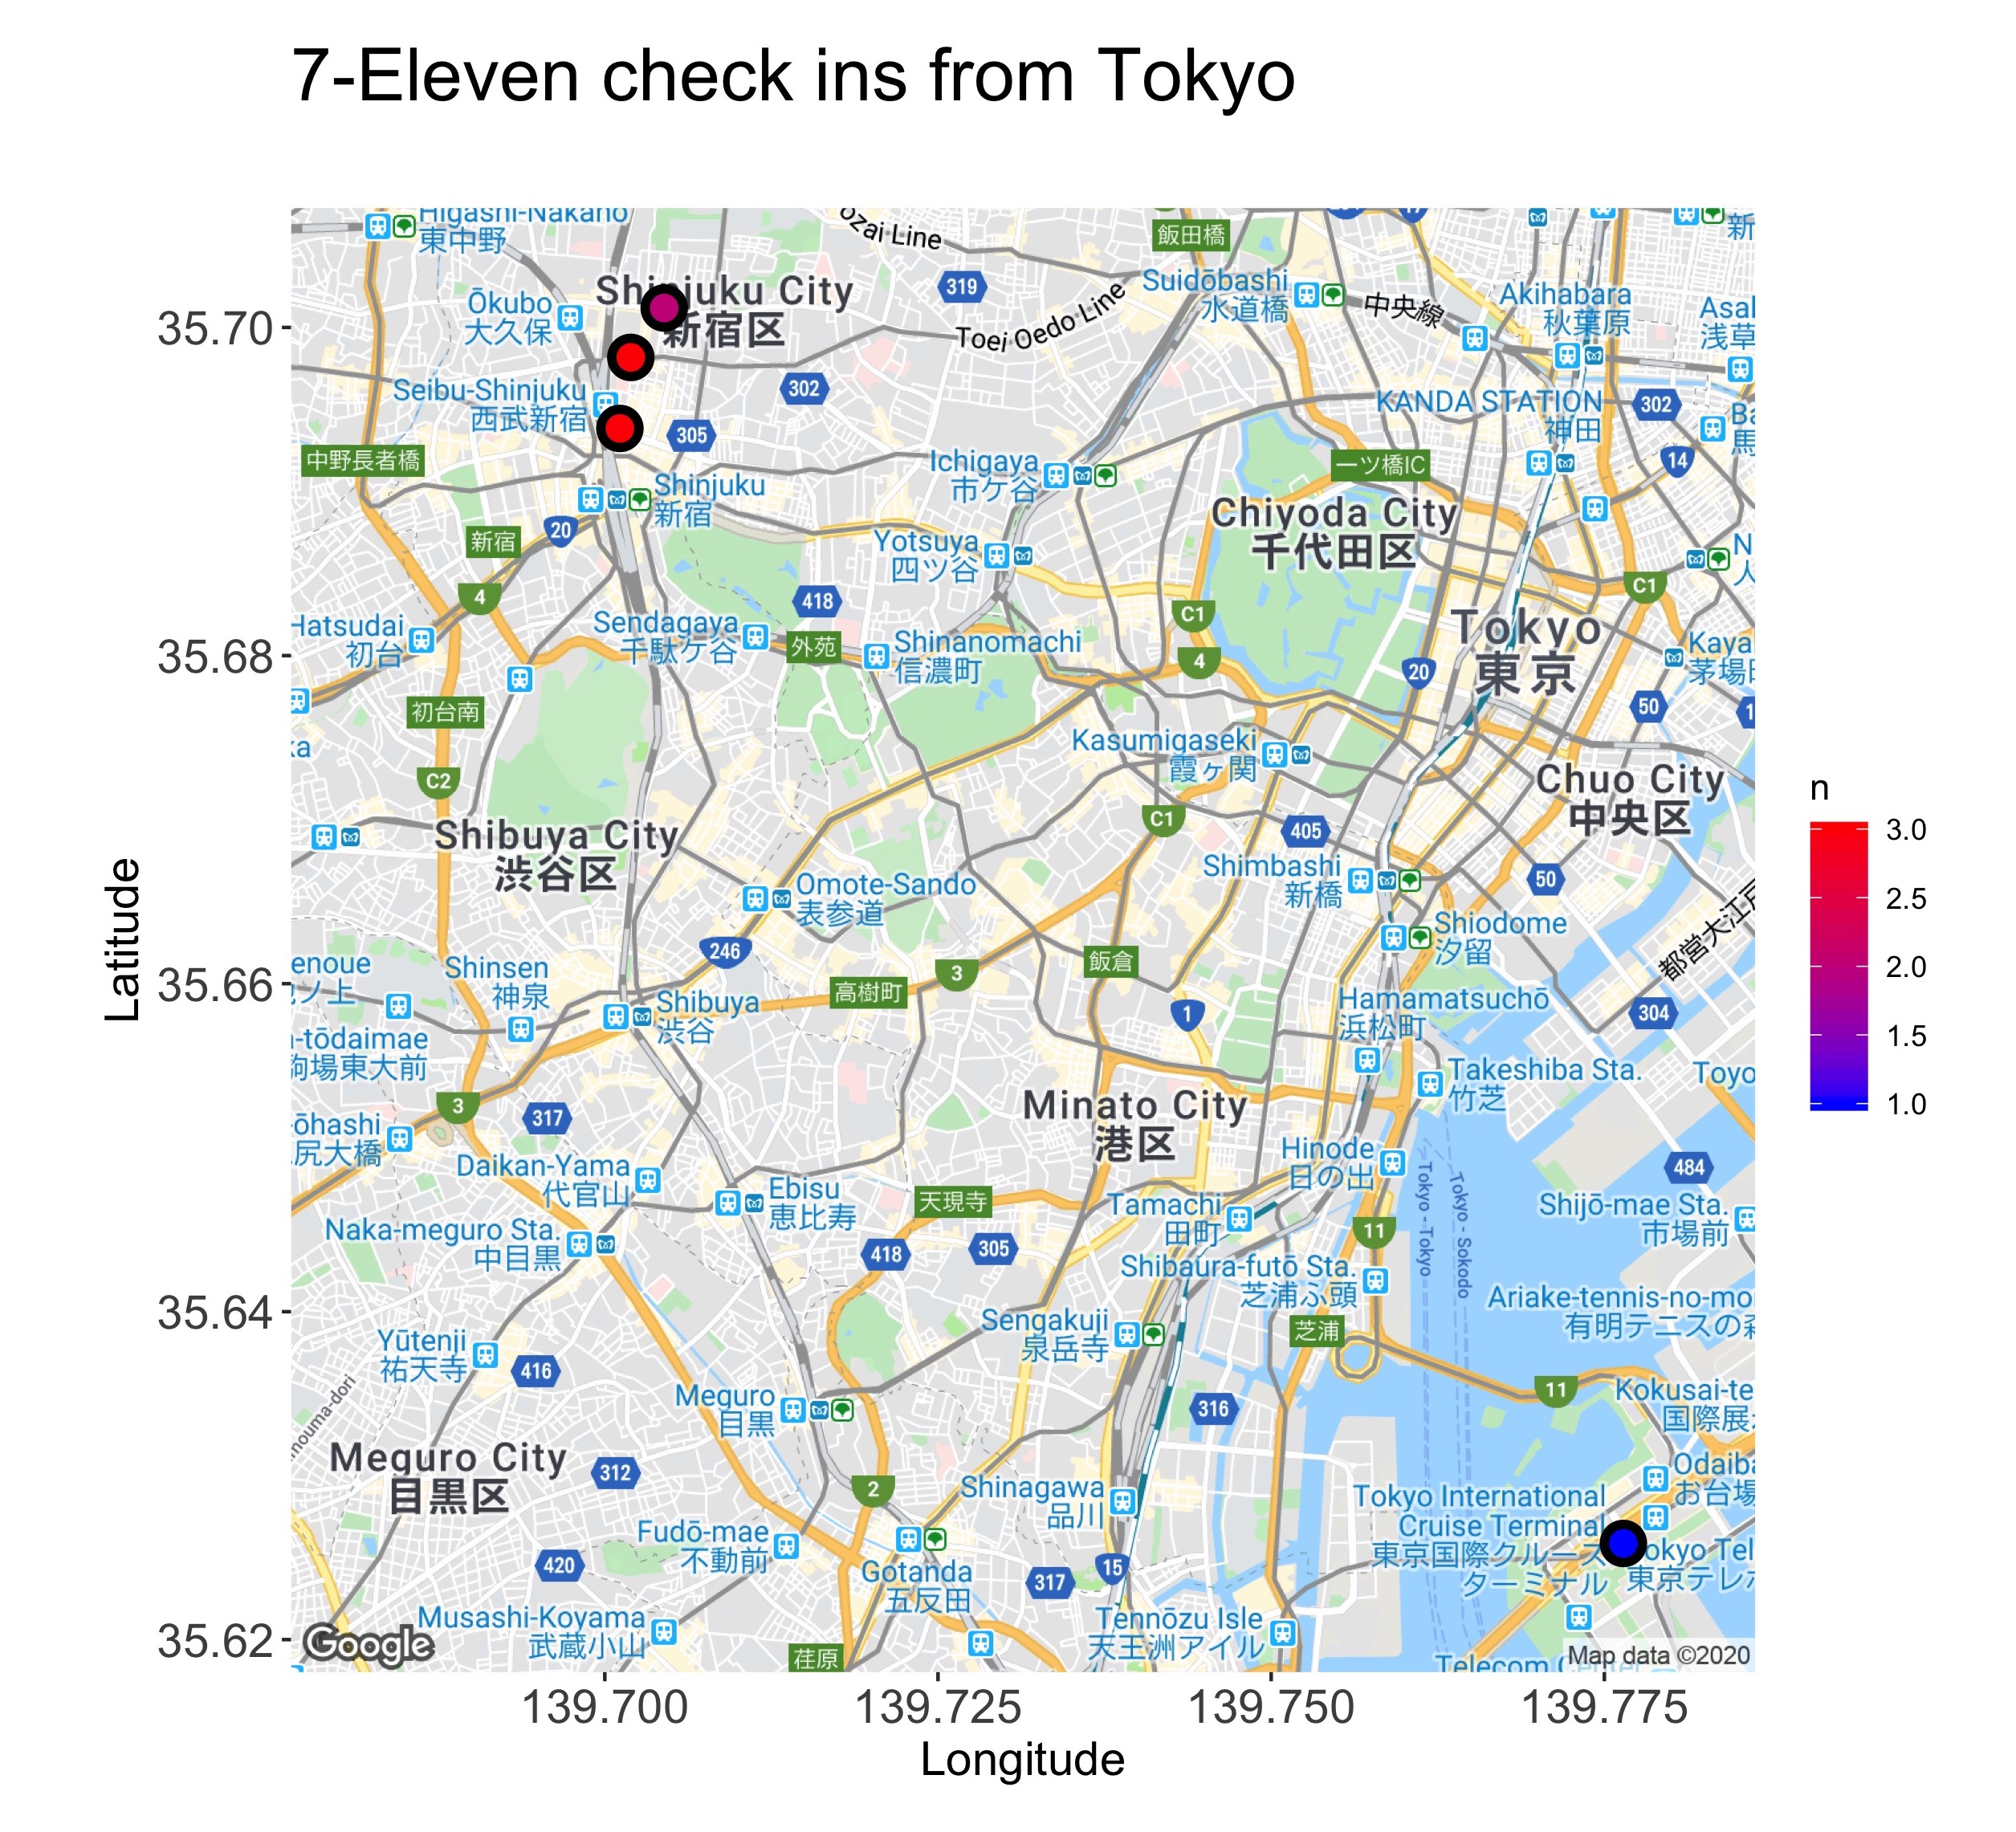 7-Eleven check ins from Tokyo
Higashi-Nakano
東中野
ozai Line
飯田橋
新
Shinjuku City
新宿区
319
Toei Oedo Line
Suidōbashi
水道橋
中央線
Akihabara
秋葉原
Asa
浅草
Ōkubo
大久保
35.70
302
Seibu-Shinjuku
西武新宿
305
KANDA STATION
神田
302
Ba
馬
中野長者橋
Ichigaya
市ケ谷
一ツ橋IC
14
Shinjuku
新宿
Chiyoda City
千代田区
20
新宿
Yotsuya
四ツ谷
N
人
4
418
C1
C1
Hatsudai
初台
Sendagaya
千駄ケ谷
外苑
Shinanomachi
信濃町
4
20
Tokyo
東京
Kaya
茅場
35.68
初台南
50
1
ka
Kasumigaseki
霞ヶ関
C2
Chuo City
中央区
n
Shibuya City
渋谷区
C1
405
3.0
Shimbashi
新橋
50
Omote-Sando
表参道
2.5
都営大江戸
Latitude
246
Shiodome
汐留
enoue
ノ上
Shinsen
神泉
3
飯倉
2.0
35.66
高樹町
Shibuya
渋谷
1
Hamamatsuchō
浜松町
304
1.5
-tōdaimae
駒場東大前
Takeshiba Sta.
竹芝
Toyo
3
317
Minato City
港区
1.0
-ōhashi
尻大橋
Hinode
日の出
484
Daikan-Yama
代官山
Ebisu
恵比寿
天現寺
Tamachi
田町
Tokyo - Tokyo
Tokyo - Sokodo
Shijō-mae Sta.
市場前
Naka-meguro Sta.
中目黒
418
305
11
Shibaura-futō Sta.
芝浦ふ頭
Ariake-tennis-no-mo
有明テニスの森
35.64
Sengakuji
泉岳寺
芝浦
Yūtenji
祐天寺
416
Meguro
目黒
316
11
Kokusai-te
国際展
nouma-dori
Meguro City
目黒区
312
2
Shinagawa
品川
Odaiba
お台場
Tokyo International
Cruise Terminal
東京国際クルーズ
ターミナル
okyo Tel
東京テレ
Fudō-mae
不動前
420
Gotanda
五反田
317
15
35.62
Musashi-Koyama
武蔵小山
荏原
Tennōzu Isle
天王洲アイル
Google
Telecom Center
Map data ©2020
139.700
139.725
139.750
139.775
Longitude